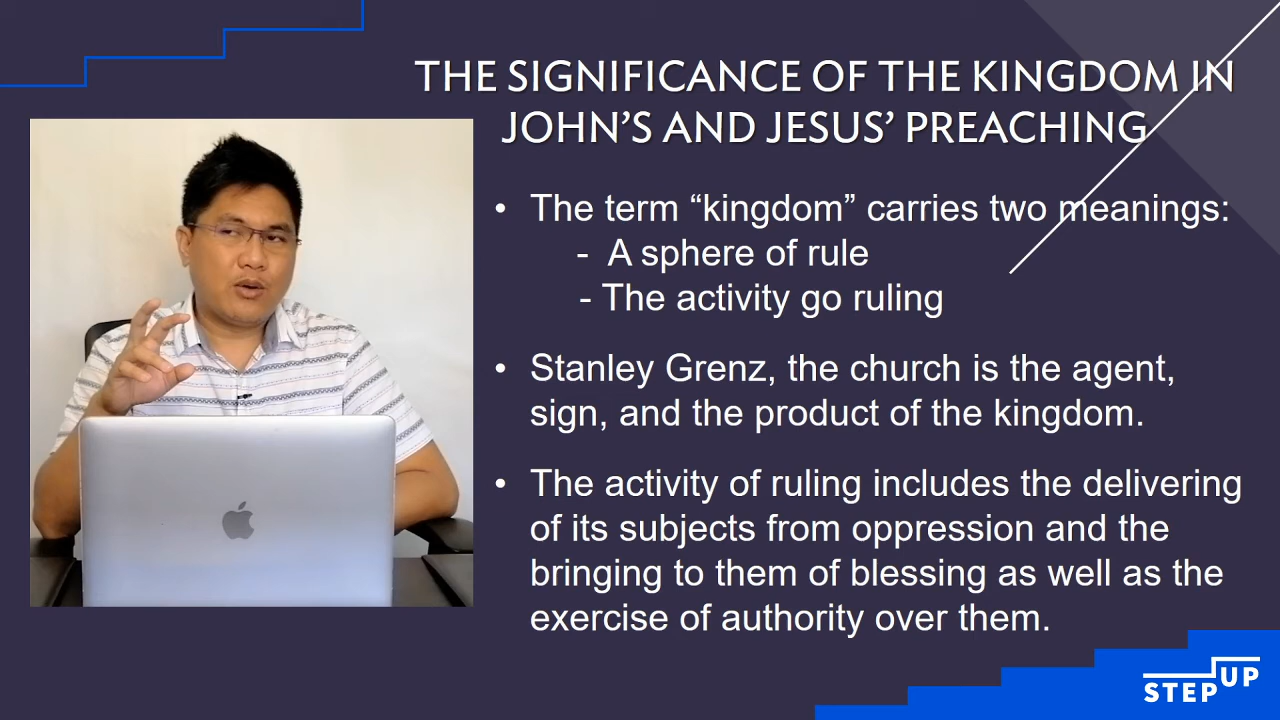 THE SIGNIFICANCE OF THE KINGDOM IN
JOHN’S AND JESUS’ PREACHING
• The term “kingdom” carries two meanings:
- A sphere of rule
- The activity go ruling
• Stanley Grenz, the church is the agent,
sign, and the product of the kingdom.
• The activity of ruling includes the delivering
of its subjects from oppression and the
bringing to them of blessing as well as the
exercise of authority over them.
STEP UP